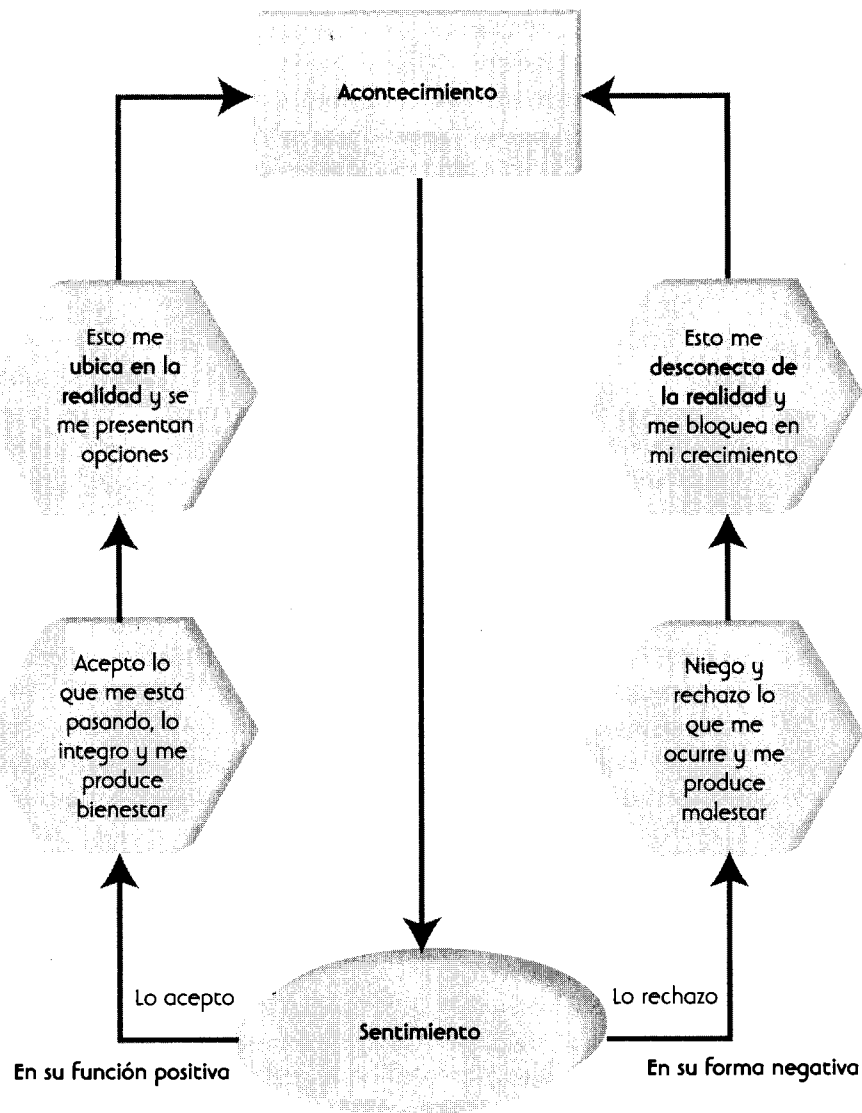 Acontecimiento
Esto me
ubica en la
realidad y se
me presentan
opciones
Esto me
desconecta de
la realidad y
me bloquea en
mi crecimiento
Acepto lo
que me está
pasando, lo
integro y me
produce
bienestar
Niego y
rechazo lo
que me
ocurre y me
produce
malestar
Lo acepto
Sentimiento
Lo rechazo
En su función positiva
En su forma negativa